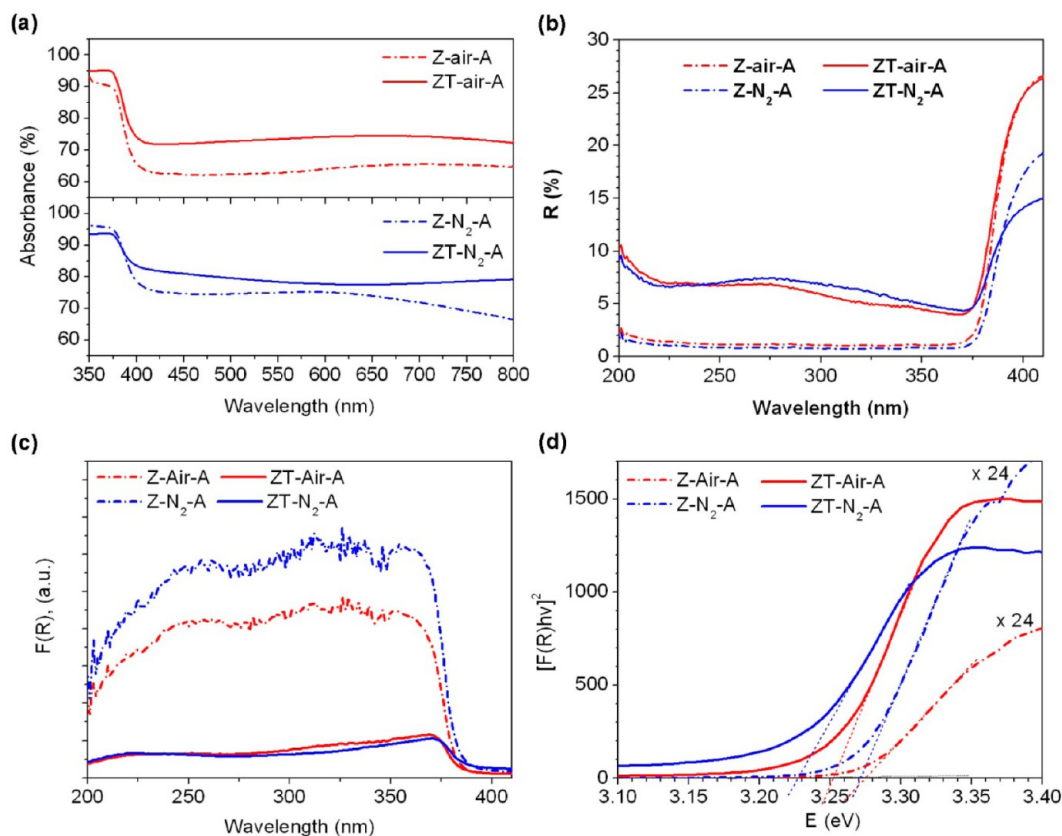 (a)
Z-air-A
ZT-air-A
100
90
80
70
60
Z-N₂-A
ZT-N₂-A
100
90
80
70
60
Absorbance (%)
350 400 450 500 550 600 650 700 750 800
Wavelength (nm)
(b)
Z-air-A ZT-air-A
Z-N₂-A ZT-N₂-A
30
25
20
15
10
5
0
R (%)
200 250 300 350 400
Wavelength (nm)
(c)
Z-Air-A ZT-Air-A
Z-N₂-A ZT-N₂-A
F(R), (a.u.)
200 250 300 350 400
Wavelength (nm)
(d)
Z-Air-A ZT-Air-A
Z-N₂-A ZT-N₂-A
x 24
x 24
1500
1000
500
0
[F(R)hv]²
3.10 3.15 3.20 3.25 3.30 3.35 3.40
E (eV)